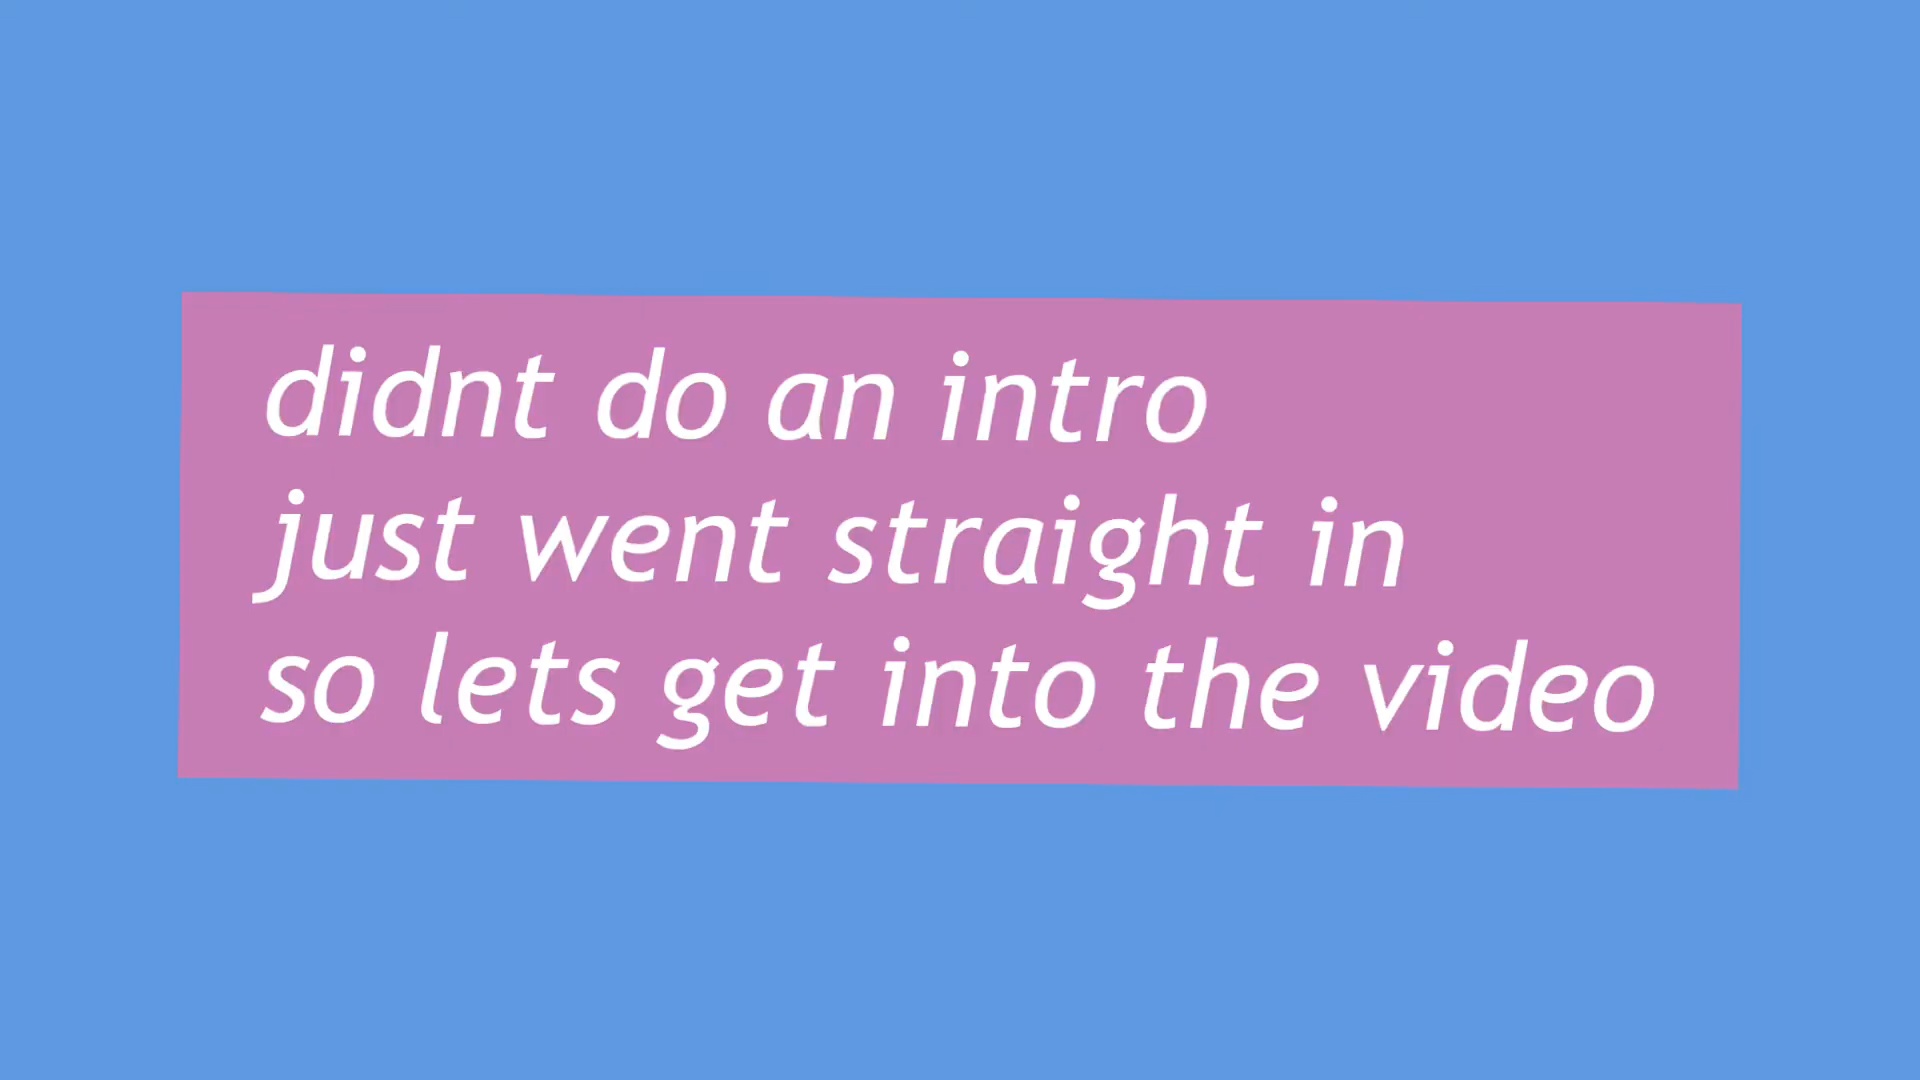 didnt do an intro
just went straight in
so lets get into the video